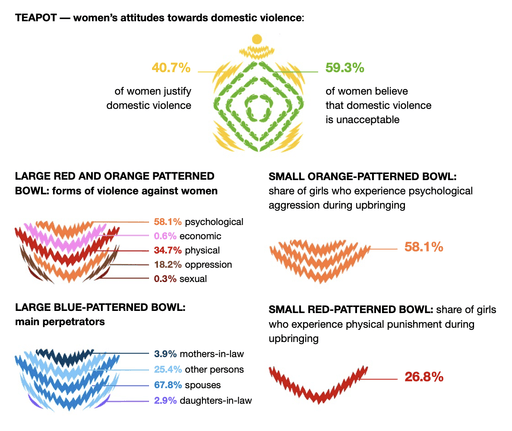 TEAPOT — women's attitudes towards domestic violence:
40.7%
of women justify
domestic violence
59.3%
of women believe
that domestic violence
is unacceptable
LARGE RED AND ORANGE PATTERNED
BOWL: forms of violence against women
58.1% psychological
0.6% economic
34.7% physical
18.2% oppression
0.3% sexual
SMALL ORANGE-PATTERNED BOWL:
share of girls who experience psychological
aggression during upbringing
58.1%
LARGE BLUE-PATTERNED BOWL:
main perpetrators
3.9% mothers-in-law
25.4% other persons
67.8% spouses
2.9% daughters-in-law
SMALL RED-PATTERNED BOWL: share of girls
who experience physical punishment during
upbringing
26.8%